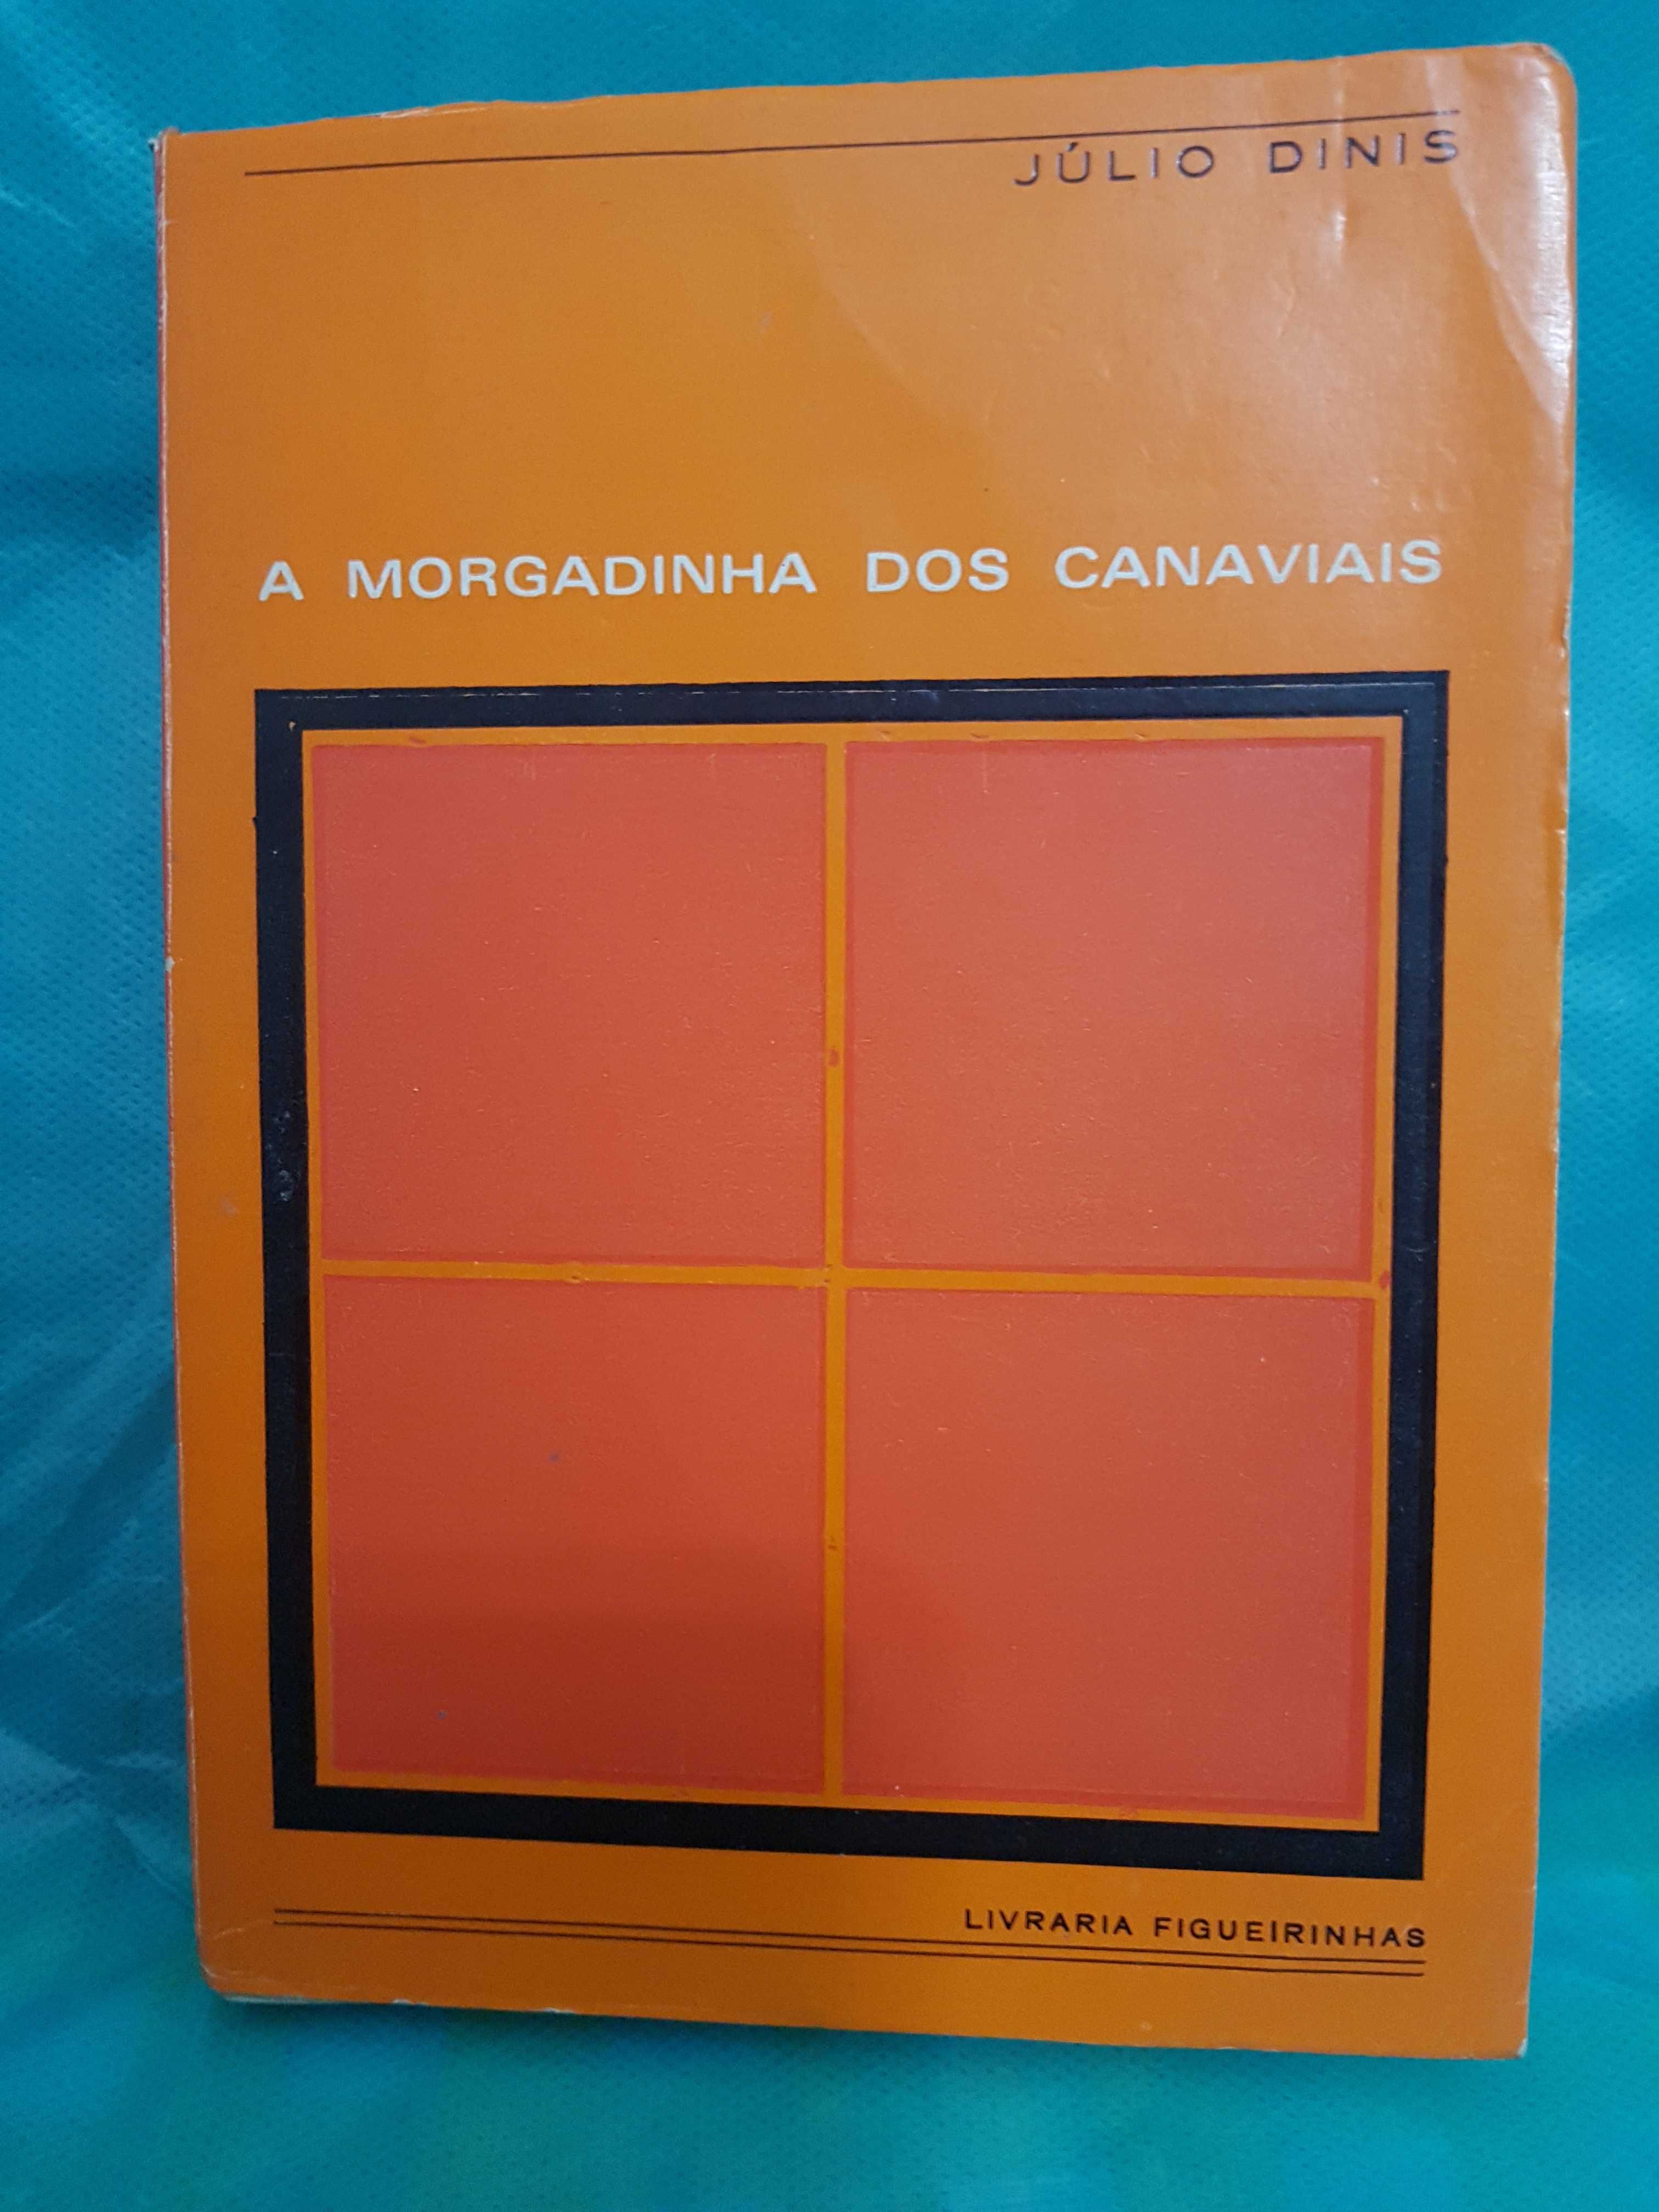 JÚLIO DINIS
A MORGADINHA DOS CANAVIAIS
LIVRARIA FIGUEIRINHAS